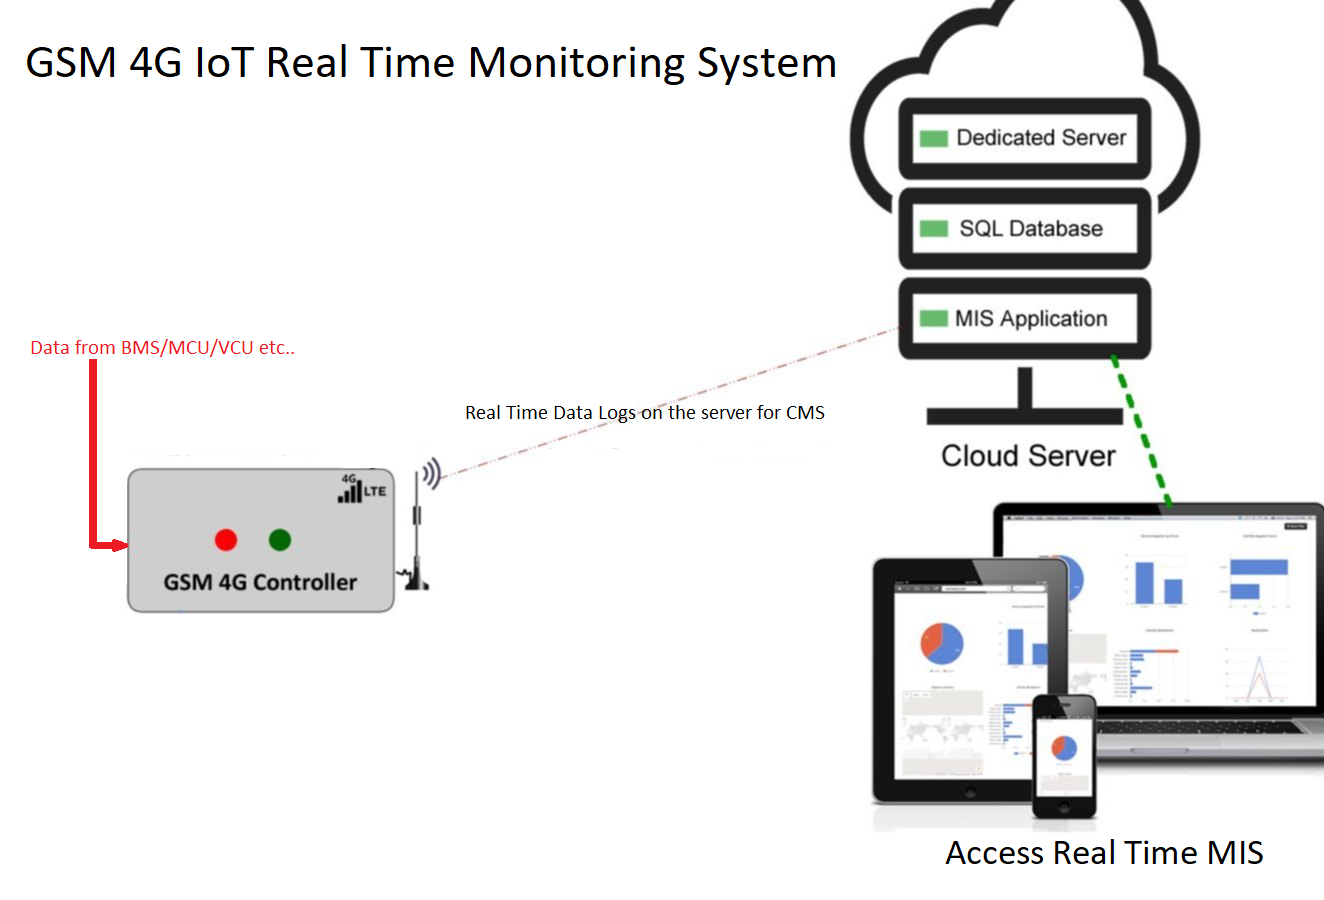 GSM 4G IoT Real Time Monitoring System
Dedicated Server
SQL Database
MIS Application
Cloud Server
Data from BMS/MCU/VCU etc..
Real Time Data Logs on the server for CMS
4G
LTE
GSM 4G Controller
Access Real Time MIS